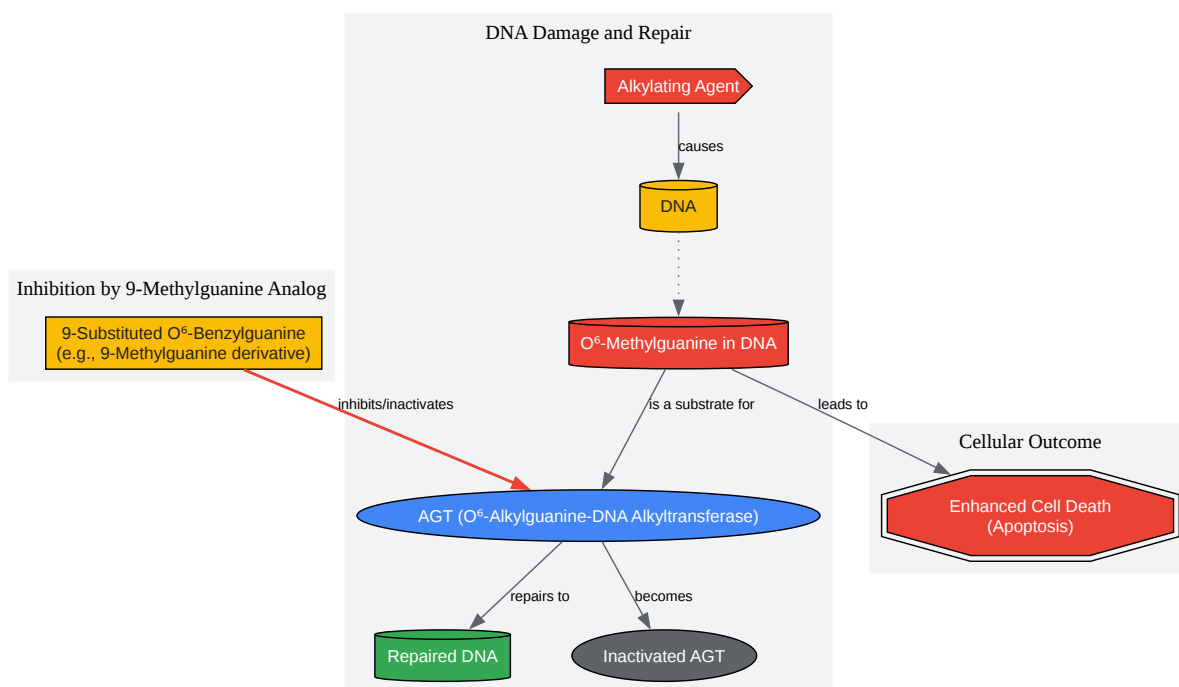 DNA Damage and Repair
Alkylating Agent
causes
DNA
Inhibition by 9-Methylguanine Analog
9-Substituted O⁶-Benzylguanine
(e.g., 9-Methylguanine derivative)
O⁶-Methylguanine in DNA
inhibits/inactivates
is a substrate for
leads to
Cellular Outcome
Enhanced Cell Death
(Apoptosis)
AGT (O⁶-Alkylguanine-DNA Alkyltransferase)
repairs to
becomes
Repaired DNA
Inactivated AGT